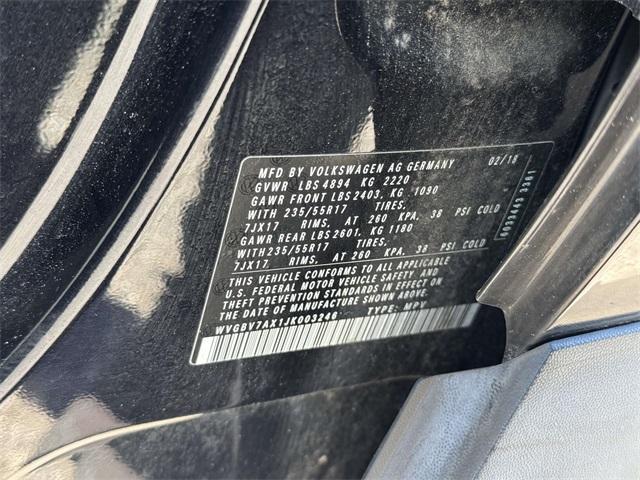 MFD BY VOLKSWAGEN AG GERMANY 02/18
GVWR LBS 4894 KG 2220
GAWR FRONT LBS 2403, KG 1090
WITH 235/55R17 TIRES,
7JX17 RIMS, AT 260 KPA, 38 PSI COLD
GAWR REAR LBS 2601, KG 1180
WITH 235/55R17 TIRES,
7JX17 RIMS, AT 260 KPA, 38 PSI COLD
THIS VEHICLE CONFORMS TO ALL APPLICABLE
U.S. FEDERAL MOTOR VEHICLE SAFETY, AND
THEFT PREVENTION STANDARDS IN EFFECT ON
THE DATE OF MANUFACTURE SHOWN ABOVE.
WVGBV7AX1JK003246 TYPE: MPV